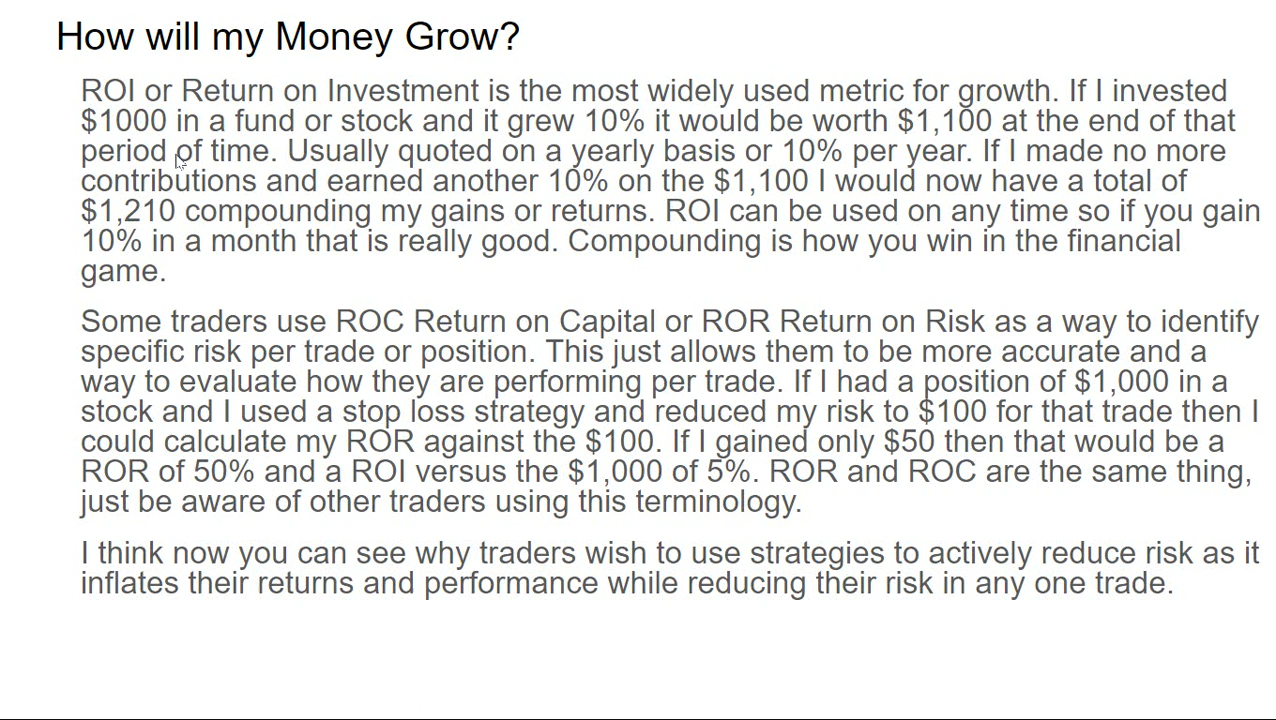 How will my Money Grow?
ROI or Return on Investment is the most widely used metric for growth. If I invested
$1000 in a fund or stock and it grew 10% it would be worth $1,100 at the end of that
period of time. Usually quoted on a yearly basis or 10% per year. If I made no more
contributions and earned another 10% on the $1,100 I would now have a total of
$1,210 compounding my gains or returns. ROI can be used on any time so if you gain
10% in a month that is really good. Compounding is how you win in the financial
game.
Some traders use ROC Return on Capital or ROR Return on Risk as a way to identify
specific risk per trade or position. This just allows them to be more accurate and a
way to evaluate how they are performing per trade. If I had a position of $1,000 in a
stock and I used a stop loss strategy and reduced my risk to $100 for that trade then I
could calculate my ROR against the $100. If I gained only $50 then that would be a
ROR of 50% and a ROI versus the $1,000 of 5%. ROR and ROC are the same thing,
just be aware of other traders using this terminology.
I think now you can see why traders wish to use strategies to actively reduce risk as it
inflates their returns and performance while reducing their risk in any one trade.